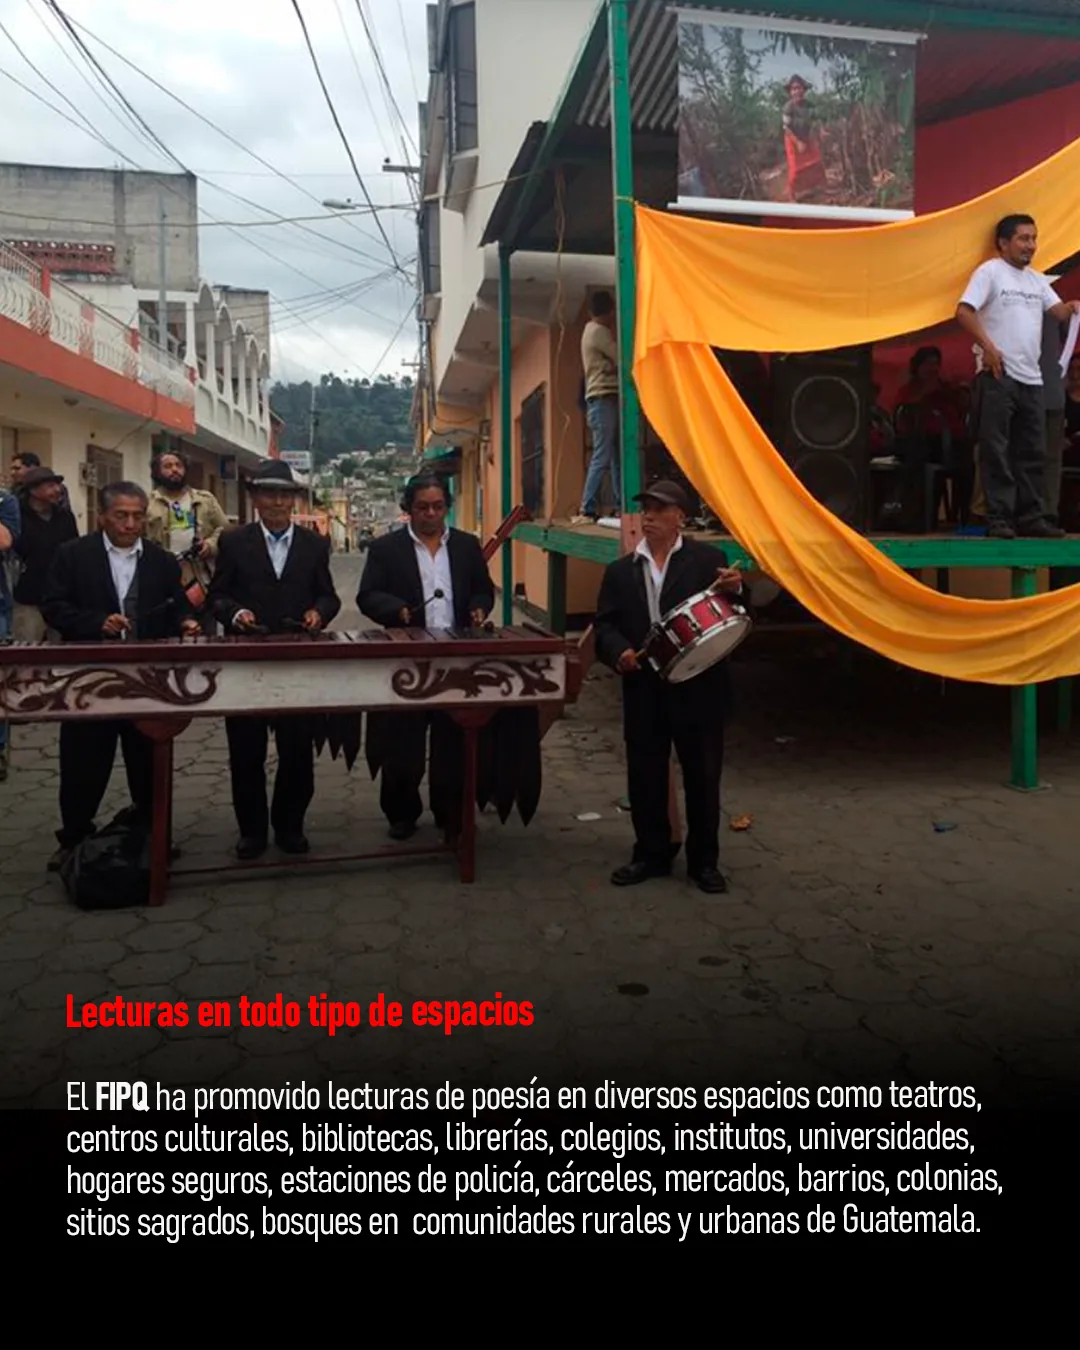 Lecturas en todo tipo de espacios
El FIPQ ha promovido lecturas de poesía en diversos espacios como teatros,
centros culturales, bibliotecas, librerías, colegios, institutos, universidades,
hogares seguros, estaciones de policía, cárceles, mercados, barrios, colonias,
sitios sagrados, bosques en  comunidades rurales y urbanas de Guatemala.